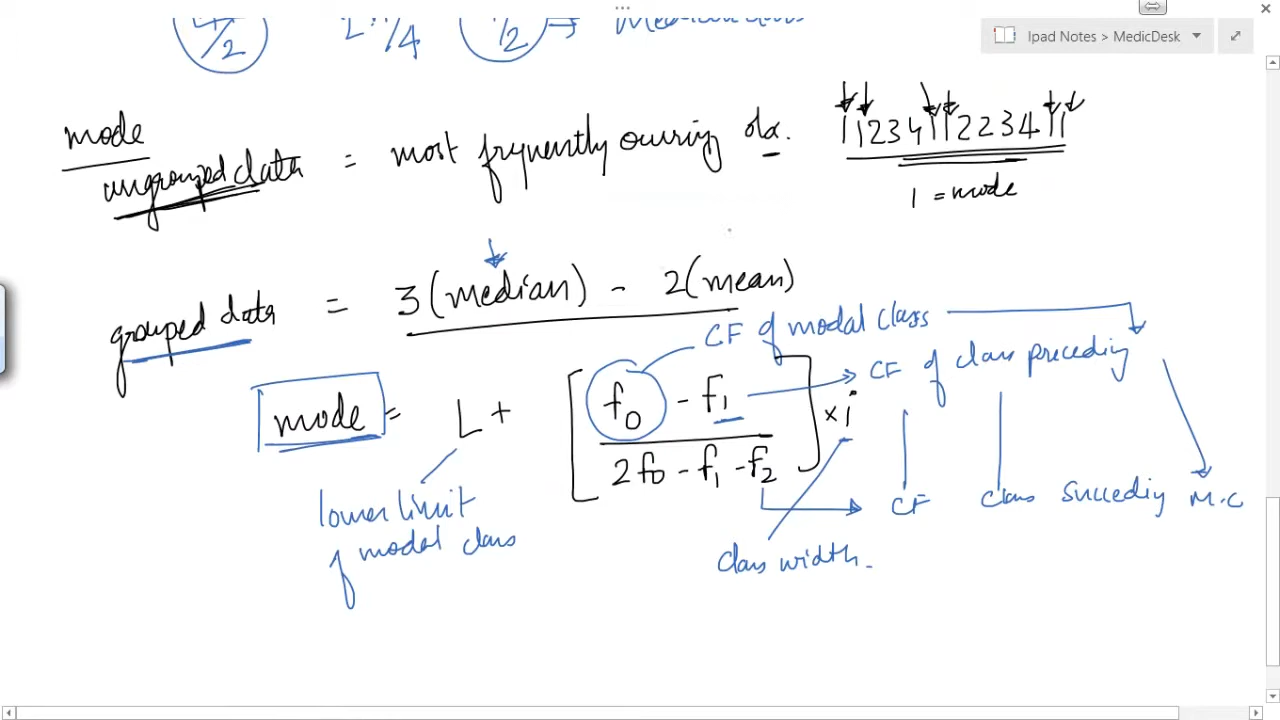 Ipad Notes > MedicDesk
mode
ungrouped data = most frequently occuring
1 1 2 3 4 1 1 2 2 3 4 1 1
1 = mode
grouped data = 3 (median) - 2 (mean)
CF of modal class
CF of class preceding
mode = L + [ f0 - f1 / 2f0 - f1 - f2 ] × i
lower limit
of modal class
CF class succeding M.C
class width.